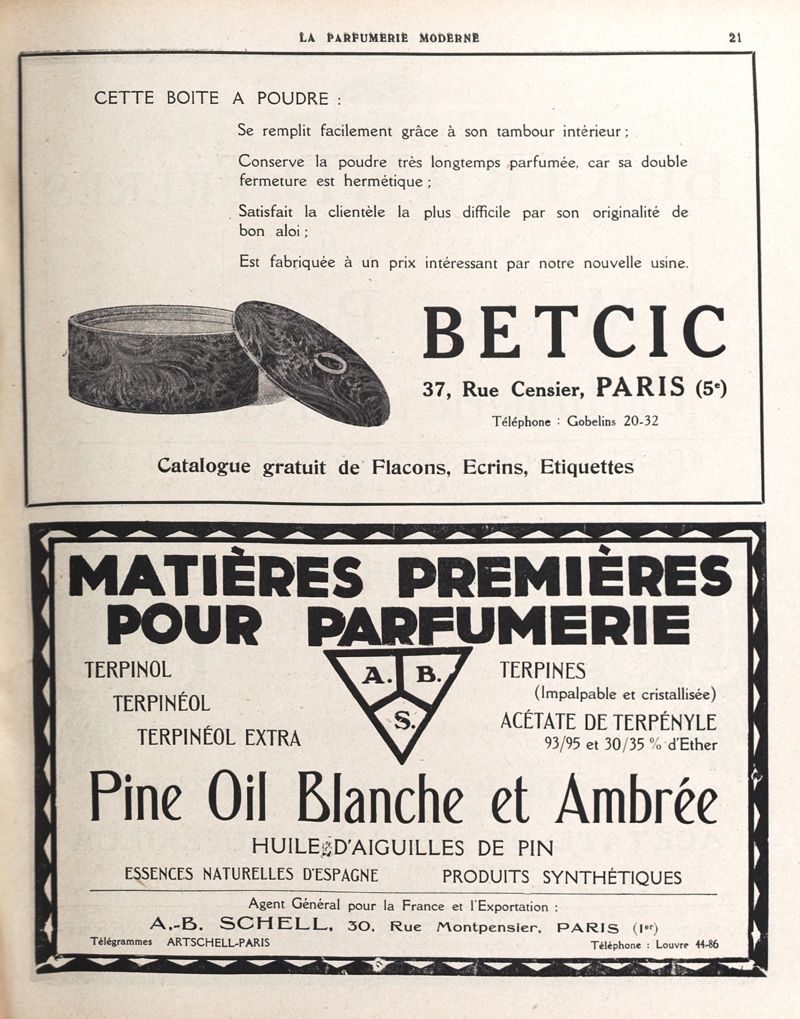 LA PARFUMERIE MODERNE
21
CETTE BOITE A POUDRE :
Se remplit facilement grâce à son tambour intérieur ;
Conserve la poudre très longtemps parfumée, car sa double
fermeture est hermétique ;
Satisfait la clientèle la plus difficile par son originalité de
bon aloi ;
Est fabriquée à un prix intéressant par notre nouvelle usine.
BETCIC
37, Rue Censier, PARIS (5e)
Téléphone : Gobelins 20-32
Catalogue gratuit de Flacons, Ecrins, Etiquettes
MATIÈRES PREMIÈRES
POUR PARFUMERIE
A. B.
S.
TERPINOL
TERPINÉOL
TERPINÉOL EXTRA
TERPINES
(Impalpable et cristallisée)
ACÉTATE DE TERPÉNYLE
93/95 et 30/35 % d'Ether
Pine Oil Blanche et Ambrée
HUILE D'AIGUILLES DE PIN
ESSENCES NATURELLES D'ESPAGNE PRODUITS SYNTHÉTIQUES
Agent Général pour la France et l'Exportation :
A.-B. SCHELL, 30, Rue Montpensier, PARIS (1er)
Télégrammes ARTSCHELL-PARIS Téléphone : Louvre 44-86